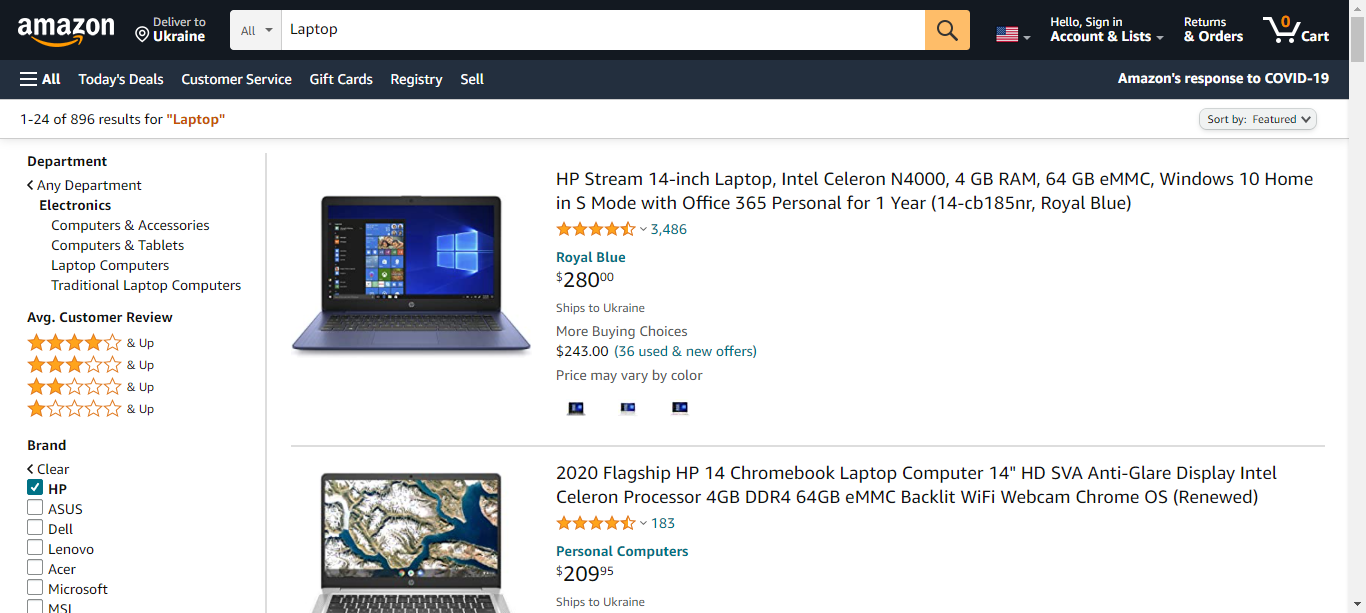 amazon
Deliver to
Ukraine
All
Laptop
Hello, Sign in
Account & Lists
Returns
& Orders
0
Cart
All
Today's Deals
Customer Service
Gift Cards
Registry
Sell
Amazon's response to COVID-19
1-24 of 896 results for "Laptop"
Sort by: Featured
Department
Any Department
Electronics
Computers & Accessories
Computers & Tablets
Laptop Computers
Traditional Laptop Computers
Avg. Customer Review
& Up
& Up
& Up
& Up
Brand
Clear
HP
ASUS
Dell
Lenovo
Acer
Microsoft
MSI
HP Stream 14-inch Laptop, Intel Celeron N4000, 4 GB RAM, 64 GB eMMC, Windows 10 Home
in S Mode with Office 365 Personal for 1 Year (14-cb185nr, Royal Blue)
3,486
Royal Blue
$28000
Ships to Ukraine
More Buying Choices
$243.00 (36 used & new offers)
Price may vary by color
2020 Flagship HP 14 Chromebook Laptop Computer 14" HD SVA Anti-Glare Display Intel
Celeron Processor 4GB DDR4 64GB eMMC Backlit WiFi Webcam Chrome OS (Renewed)
183
Personal Computers
$20995
Ships to Ukraine